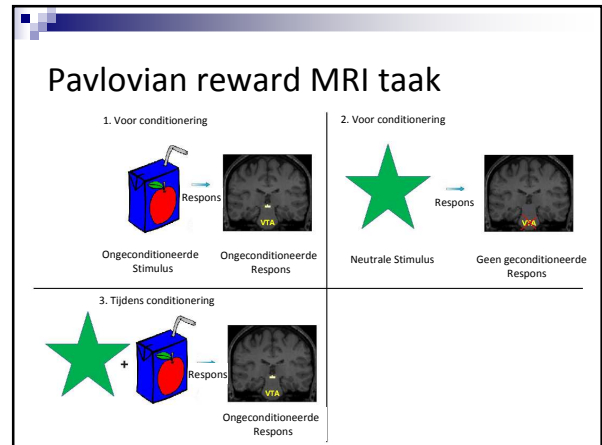 Pavlovian reward MRI taak
1. Voor conditionering
Respons
VTA
Ongeconditioneerde
Stimulus
Ongeconditioneerde
Respons
2. Voor conditionering
Respons
VTA
Neutrale Stimulus
Geen geconditioneerde
Respons
3. Tijdens conditionering
+
Respons
VTA
Ongeconditioneerde
Respons